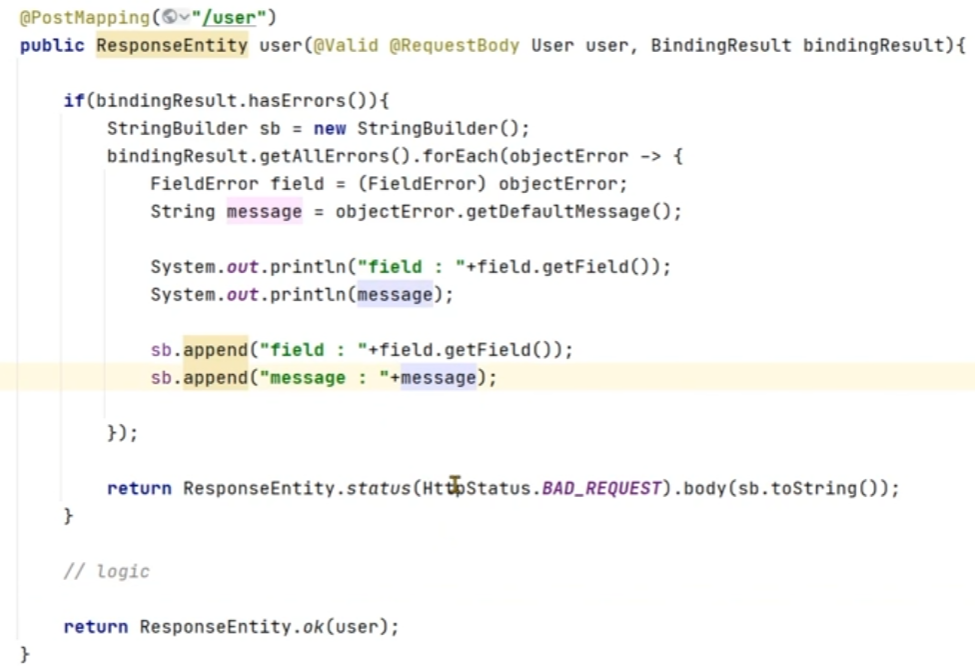 @PostMapping("/user")
public ResponseEntity user(@Valid @RequestBody User user, BindingResult bindingResult){
if(bindingResult.hasErrors()){
StringBuilder sb = new StringBuilder();
bindingResult.getAllErrors().forEach(objectError -> {
FieldError field = (FieldError) objectError;
String message = objectError.getDefaultMessage();
System.out.println("field : "+field.getField());
System.out.println(message);
sb.append("field : "+field.getField());
sb.append("message : "+message);
});
return ResponseEntity.status(HttpStatus.BAD_REQUEST).body(sb.toString());
}
// logic
return ResponseEntity.ok(user);
}